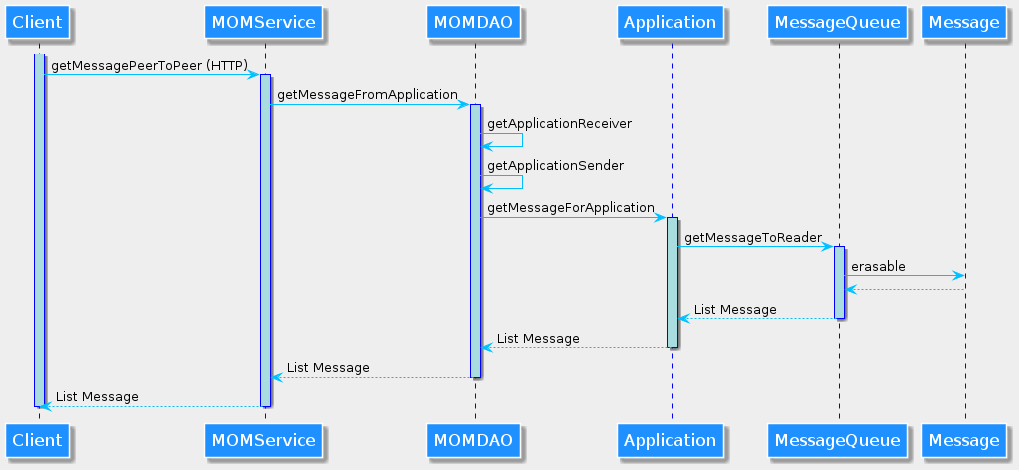 Client MOMService MOMDAO Application MessageQueue Message
getMessagePeerToPeer (HTTP)
getMessageFromApplication
getApplicationReceiver
getApplicationSender
getMessageForApplication
getMessageToReader
erasable
List Message
List Message
List Message
List Message
Client MOMService MOMDAO Application MessageQueue Message